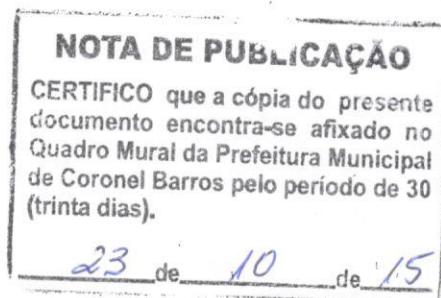 NOTA DE PUBLICAÇÃO
CERTIFICO que a cópia do presente
documento encontra-se afixado no
Quadro Mural da Prefeitura Municipal
de Coronel Barros pelo período de 30
(trinta dias).
23 de 10 de 15